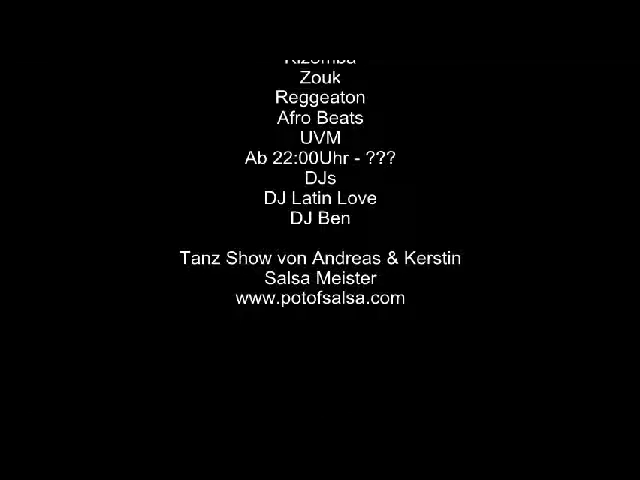 Kizomba
Zouk
Reggeaton
Afro Beats
UVM
Ab 22:00Uhr - ???
DJs
DJ Latin Love
DJ Ben
Tanz Show von Andreas & Kerstin
Salsa Meister
www.potofsalsa.com